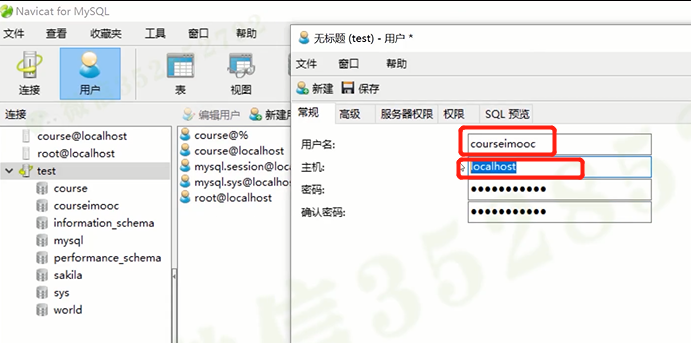 Navicat for MySQL
文件 查看 收藏夹 工具 窗口 帮助
连接 用户 表 视图
连接
course@localhost
root@localhost
test
course
courseimooc
information_schema
mysql
performance_schema
sakila
sys
world
编辑用户 新建用
course@%
course@localhost
mysql.session@loca
mysql.sys@localhos
root@localhost
无标题 (test) - 用户 *
文件 窗口 帮助
新建 保存
常规 高级 服务器权限 权限 SQL 预览
用户名: courseimooc
主机: localhost
密码: ●●●●●●●●●●●
确认密码: ●●●●●●●●●●●